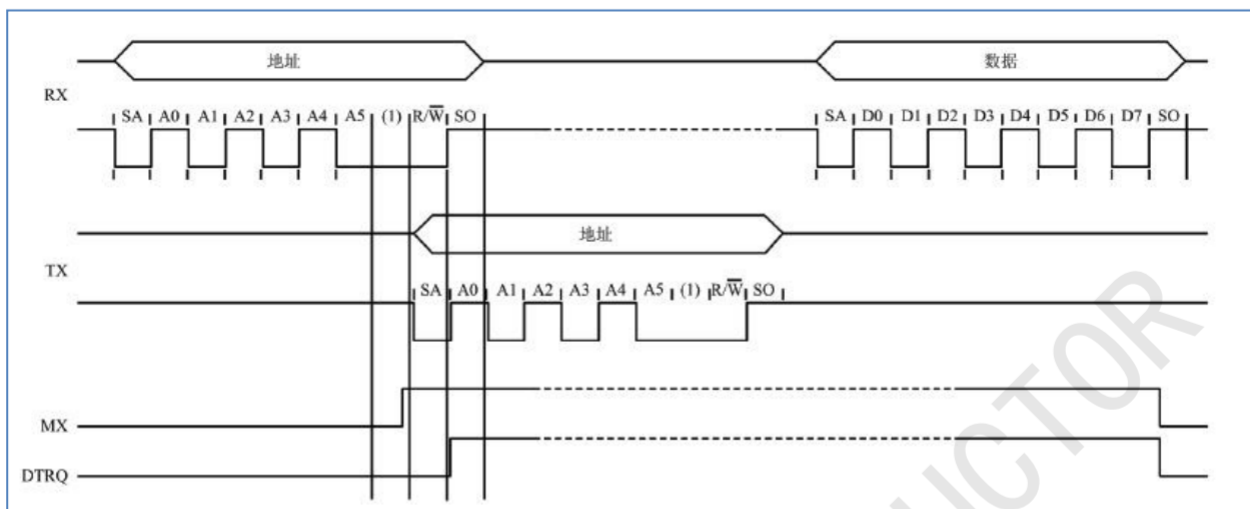 地址 数据
RX
SA A0 A1 A2 A3 A4 A5 (1) R/W̅ SO SA D0 D1 D2 D3 D4 D5 D6 D7 SO
地址
TX
SA A0 A1 A2 A3 A4 A5 (1) R/W̅ SO
MX
DTRQ
UCTOR